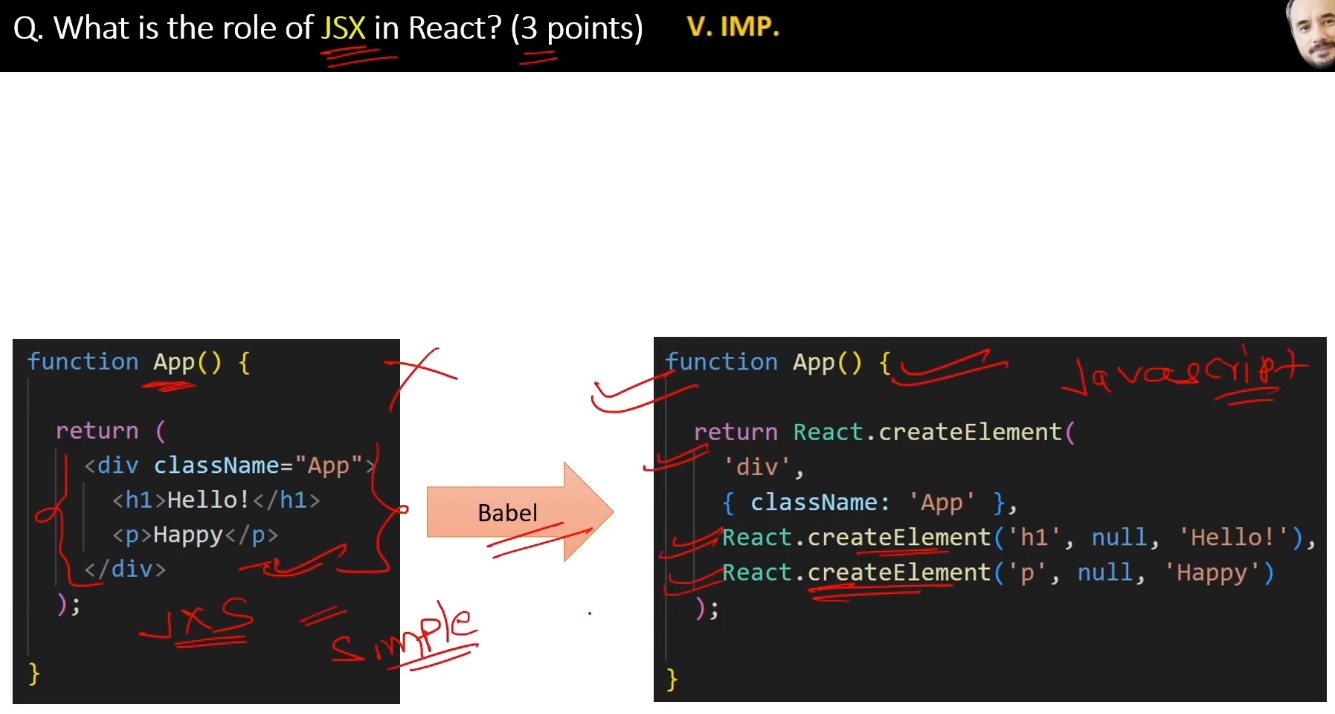 Q. What is the role of JSX in React? (3 points) V. IMP.
function App() {
return (
<div className="App">
<h1>Hello!</h1>
<p>Happy</p>
</div>
);
}
JXS
Simple
Babel
function App() {
Javascript
return React.createElement(
'div',
{ className: 'App' },
React.createElement('h1', null, 'Hello!'),
React.createElement('p', null, 'Happy')
);
}